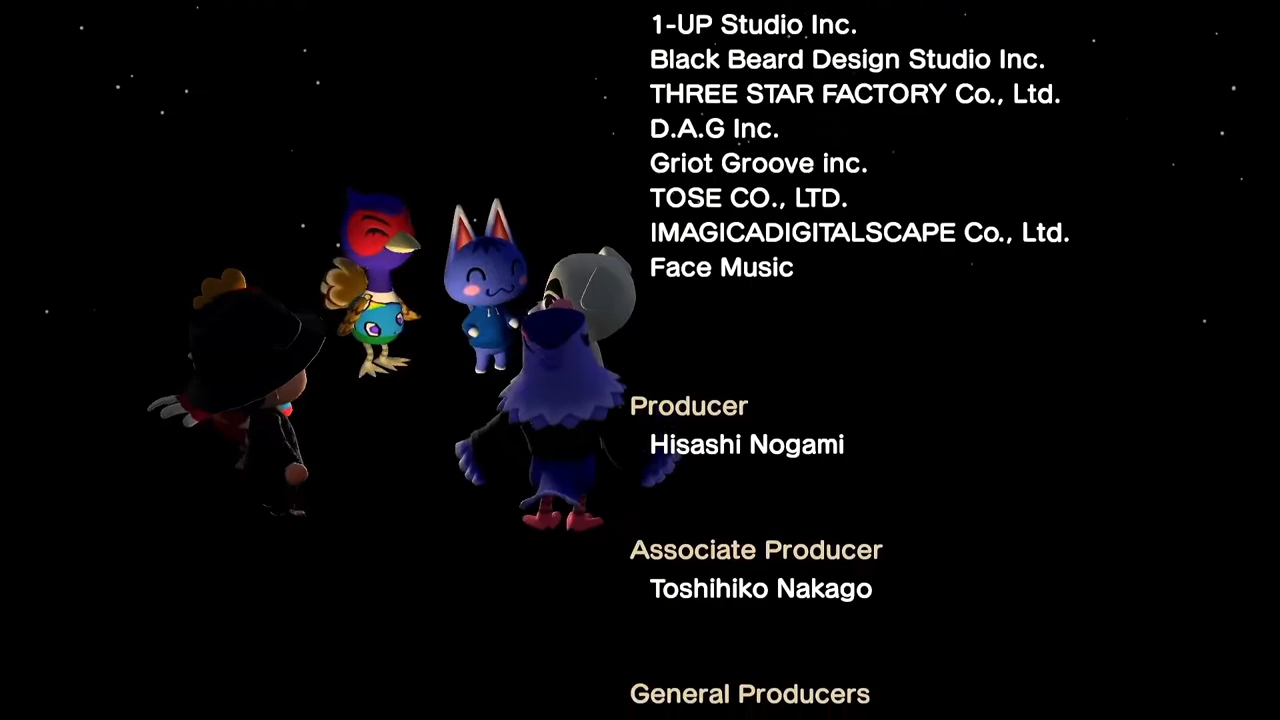 1-UP Studio Inc.
Black Beard Design Studio Inc.
THREE STAR FACTORY Co., Ltd.
D.A.G Inc.
Griot Groove inc.
TOSE CO., LTD.
IMAGICADIGITALSCAPE Co., Ltd.
Face Music
Producer
Hisashi Nogami
Associate Producer
Toshihiko Nakago
General Producers